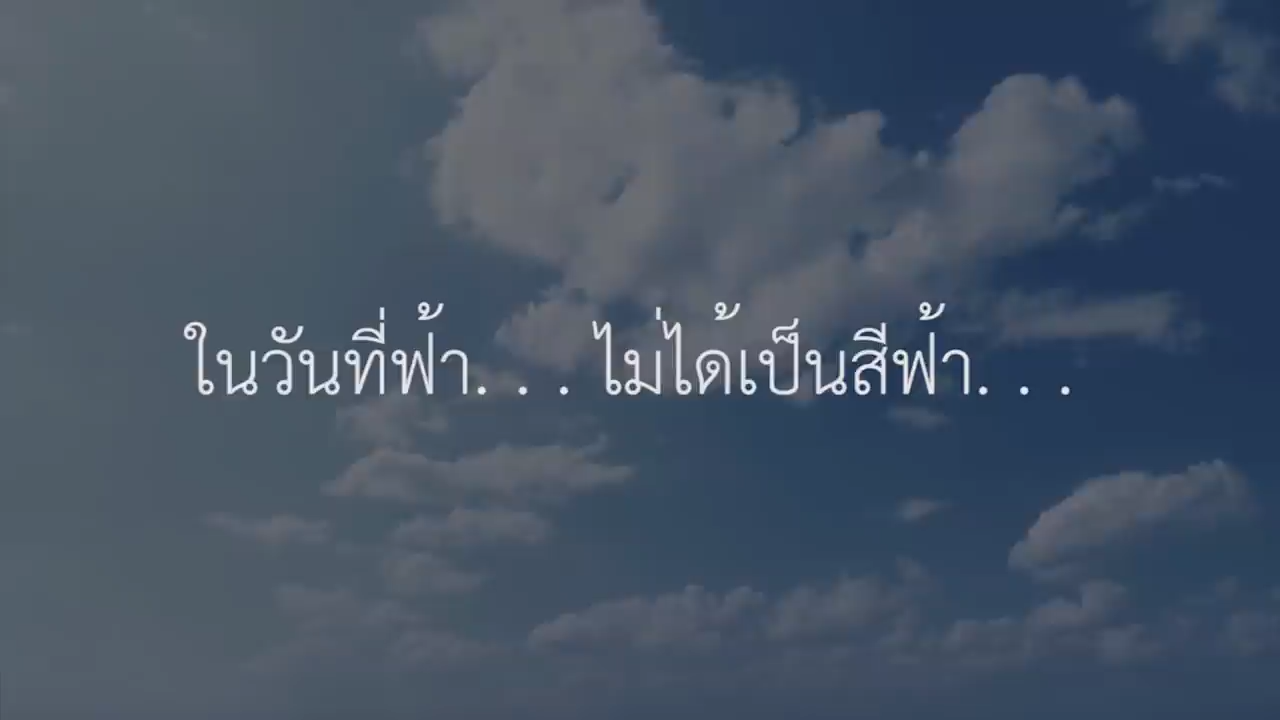 ในวันที่ฟ้า. . . ไม่ได้เป็นสีฟ้า. . .